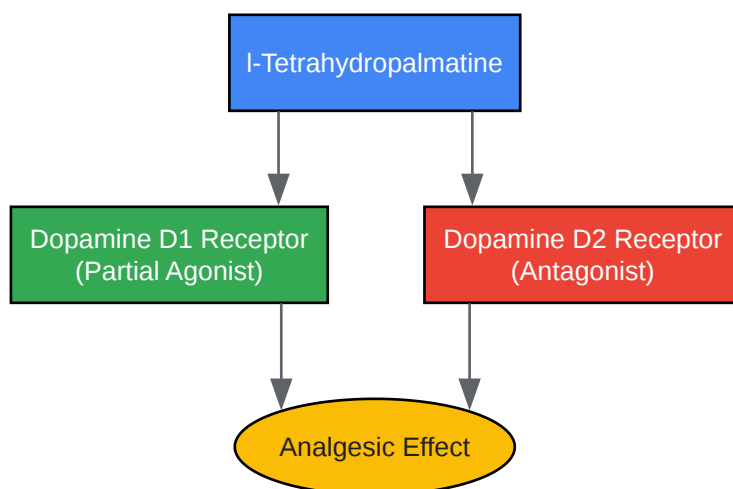 l-Tetrahydropalmatine
Dopamine D1 Receptor
(Partial Agonist)
Dopamine D2 Receptor
(Antagonist)
Analgesic Effect